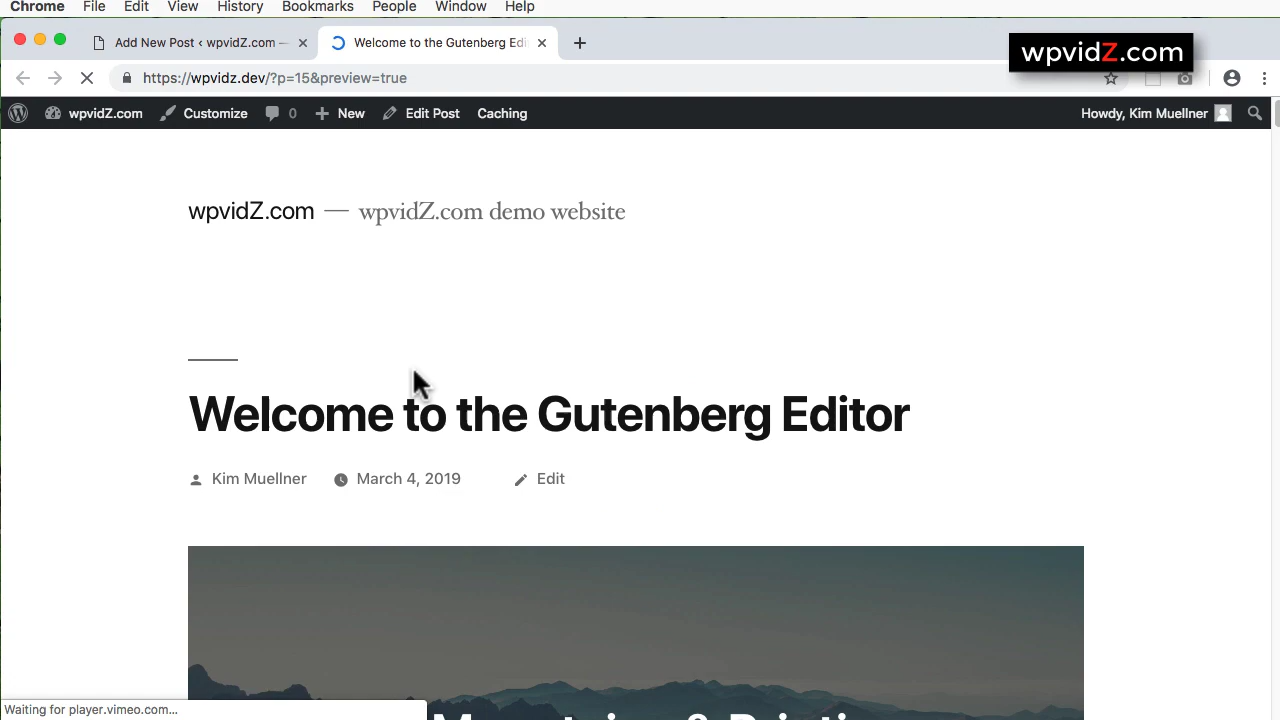 Chrome File Edit View History Bookmarks People Window Help
Add New Post ‹ wpvidZ.com —
Welcome to the Gutenberg Edi
wpvidZ.com
https://wpvidz.dev/?p=15&preview=true
wpvidZ.com Customize 0 New Edit Post Caching Howdy, Kim Muellner
wpvidZ.com — wpvidZ.com demo website
Welcome to the Gutenberg Editor
Kim Muellner March 4, 2019 Edit
Waiting for player.vimeo.com...